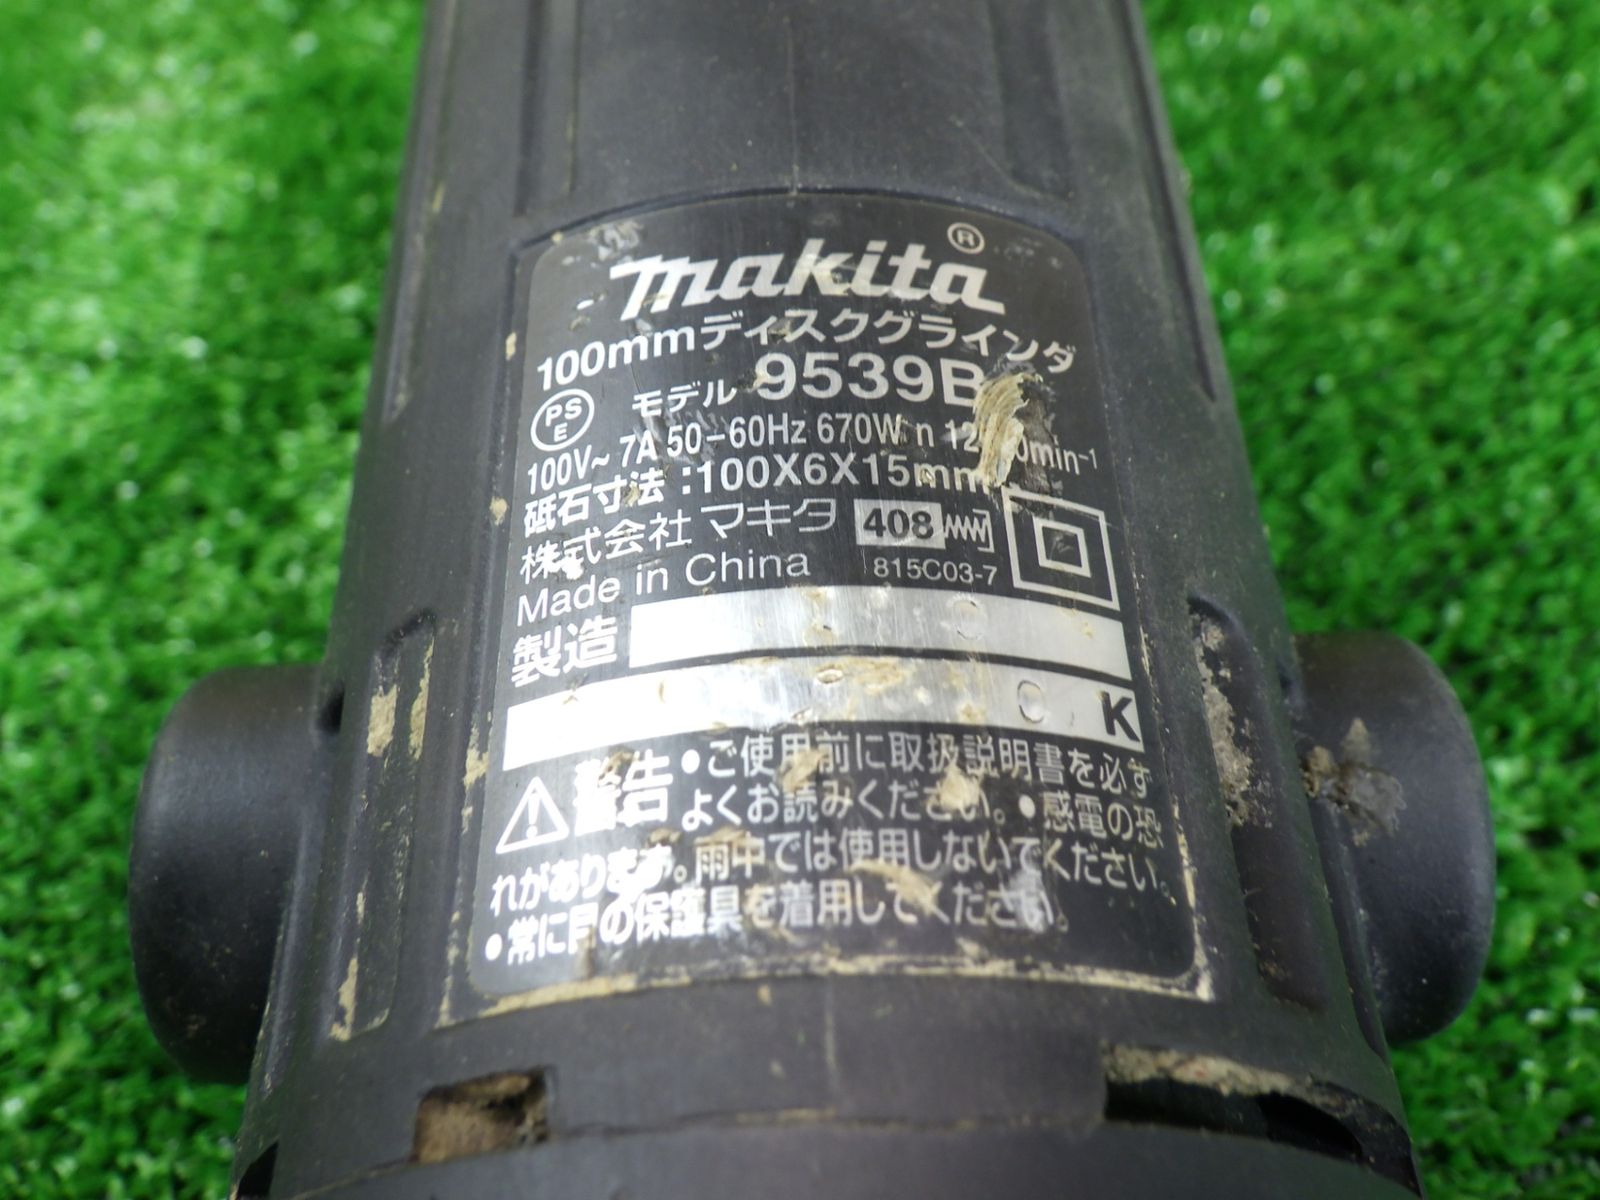 makita®
100mmディスクグラインダ
PSE モデル 9539B
100V~ 7A 50-60Hz 670W n min⁻¹
砥石寸法:100X6X15mm
株式会社 マキタ 408
Made in China 815C03-7
製造
K
⚠警告 ●ご使用前に取扱説明書を必ず
よくお読みください。●感電の恐
れがあります。雨中では使用しないでください。
●常に の保護具を着用してください。